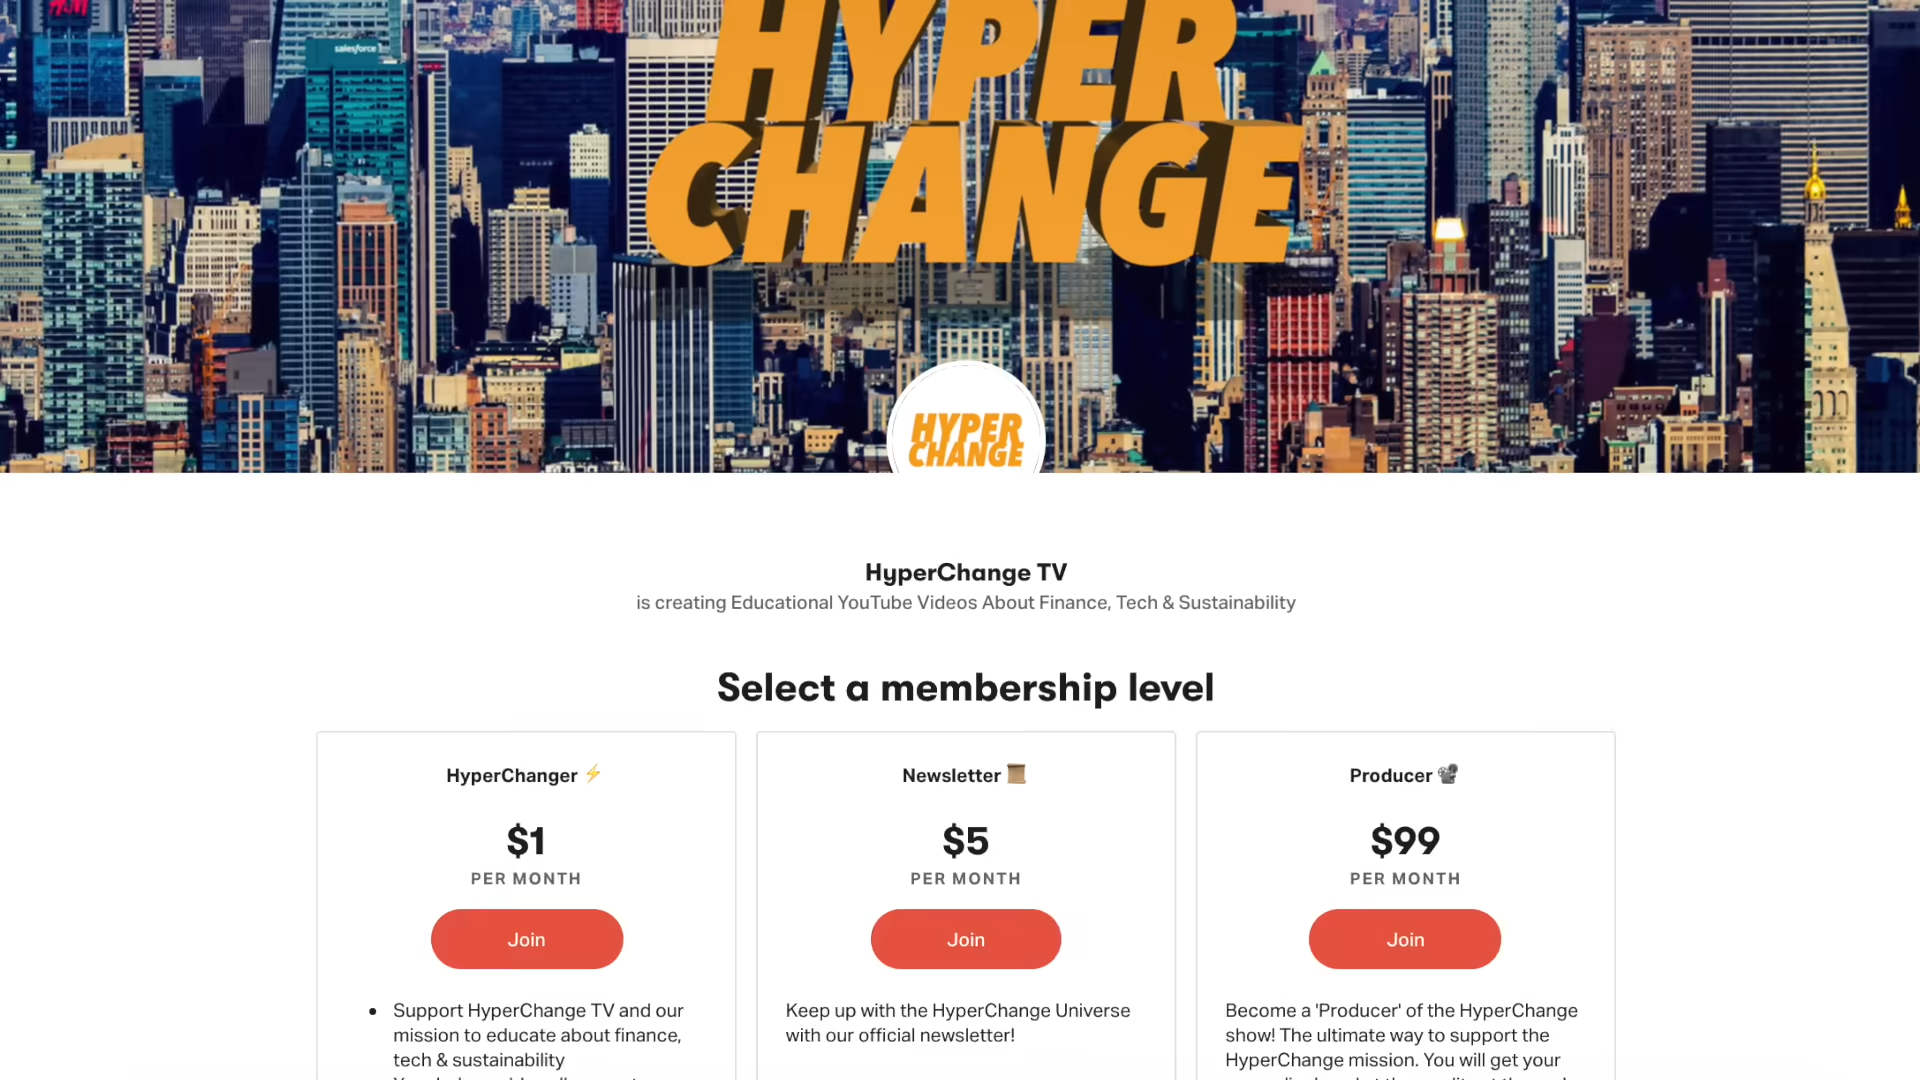 H&M
salesforce
HYPER
CHANGE
HYPER
CHANGE
HyperChange TV
is creating Educational YouTube Videos About Finance, Tech & Sustainability
Select a membership level
HyperChanger ⚡
$1
PER MONTH
Join
• Support HyperChange TV and our
mission to educate about finance,
tech & sustainability
Newsletter 📜
$5
PER MONTH
Join
Keep up with the HyperChange Universe
with our official newsletter!
Producer 📽
$99
PER MONTH
Join
Become a 'Producer' of the HyperChange
show! The ultimate way to support the
HyperChange mission. You will get your